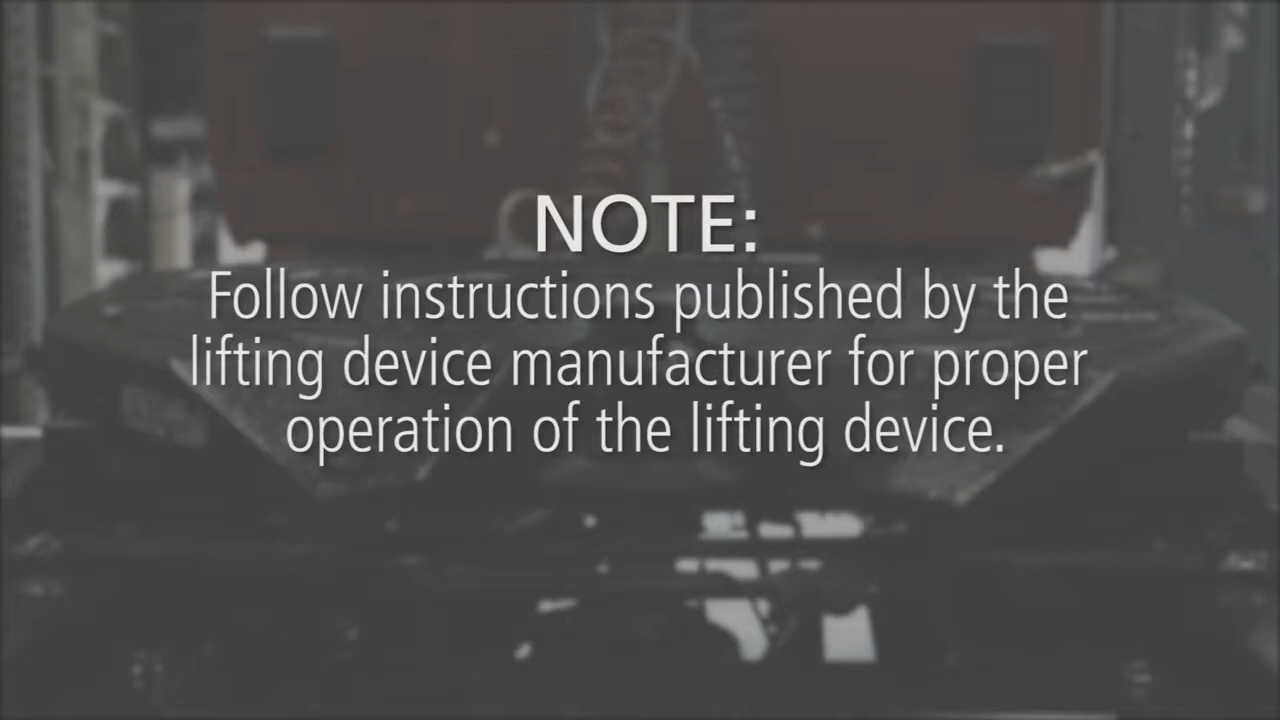 NOTE:
Follow instructions published by the
lifting device manufacturer for proper
operation of the lifting device.